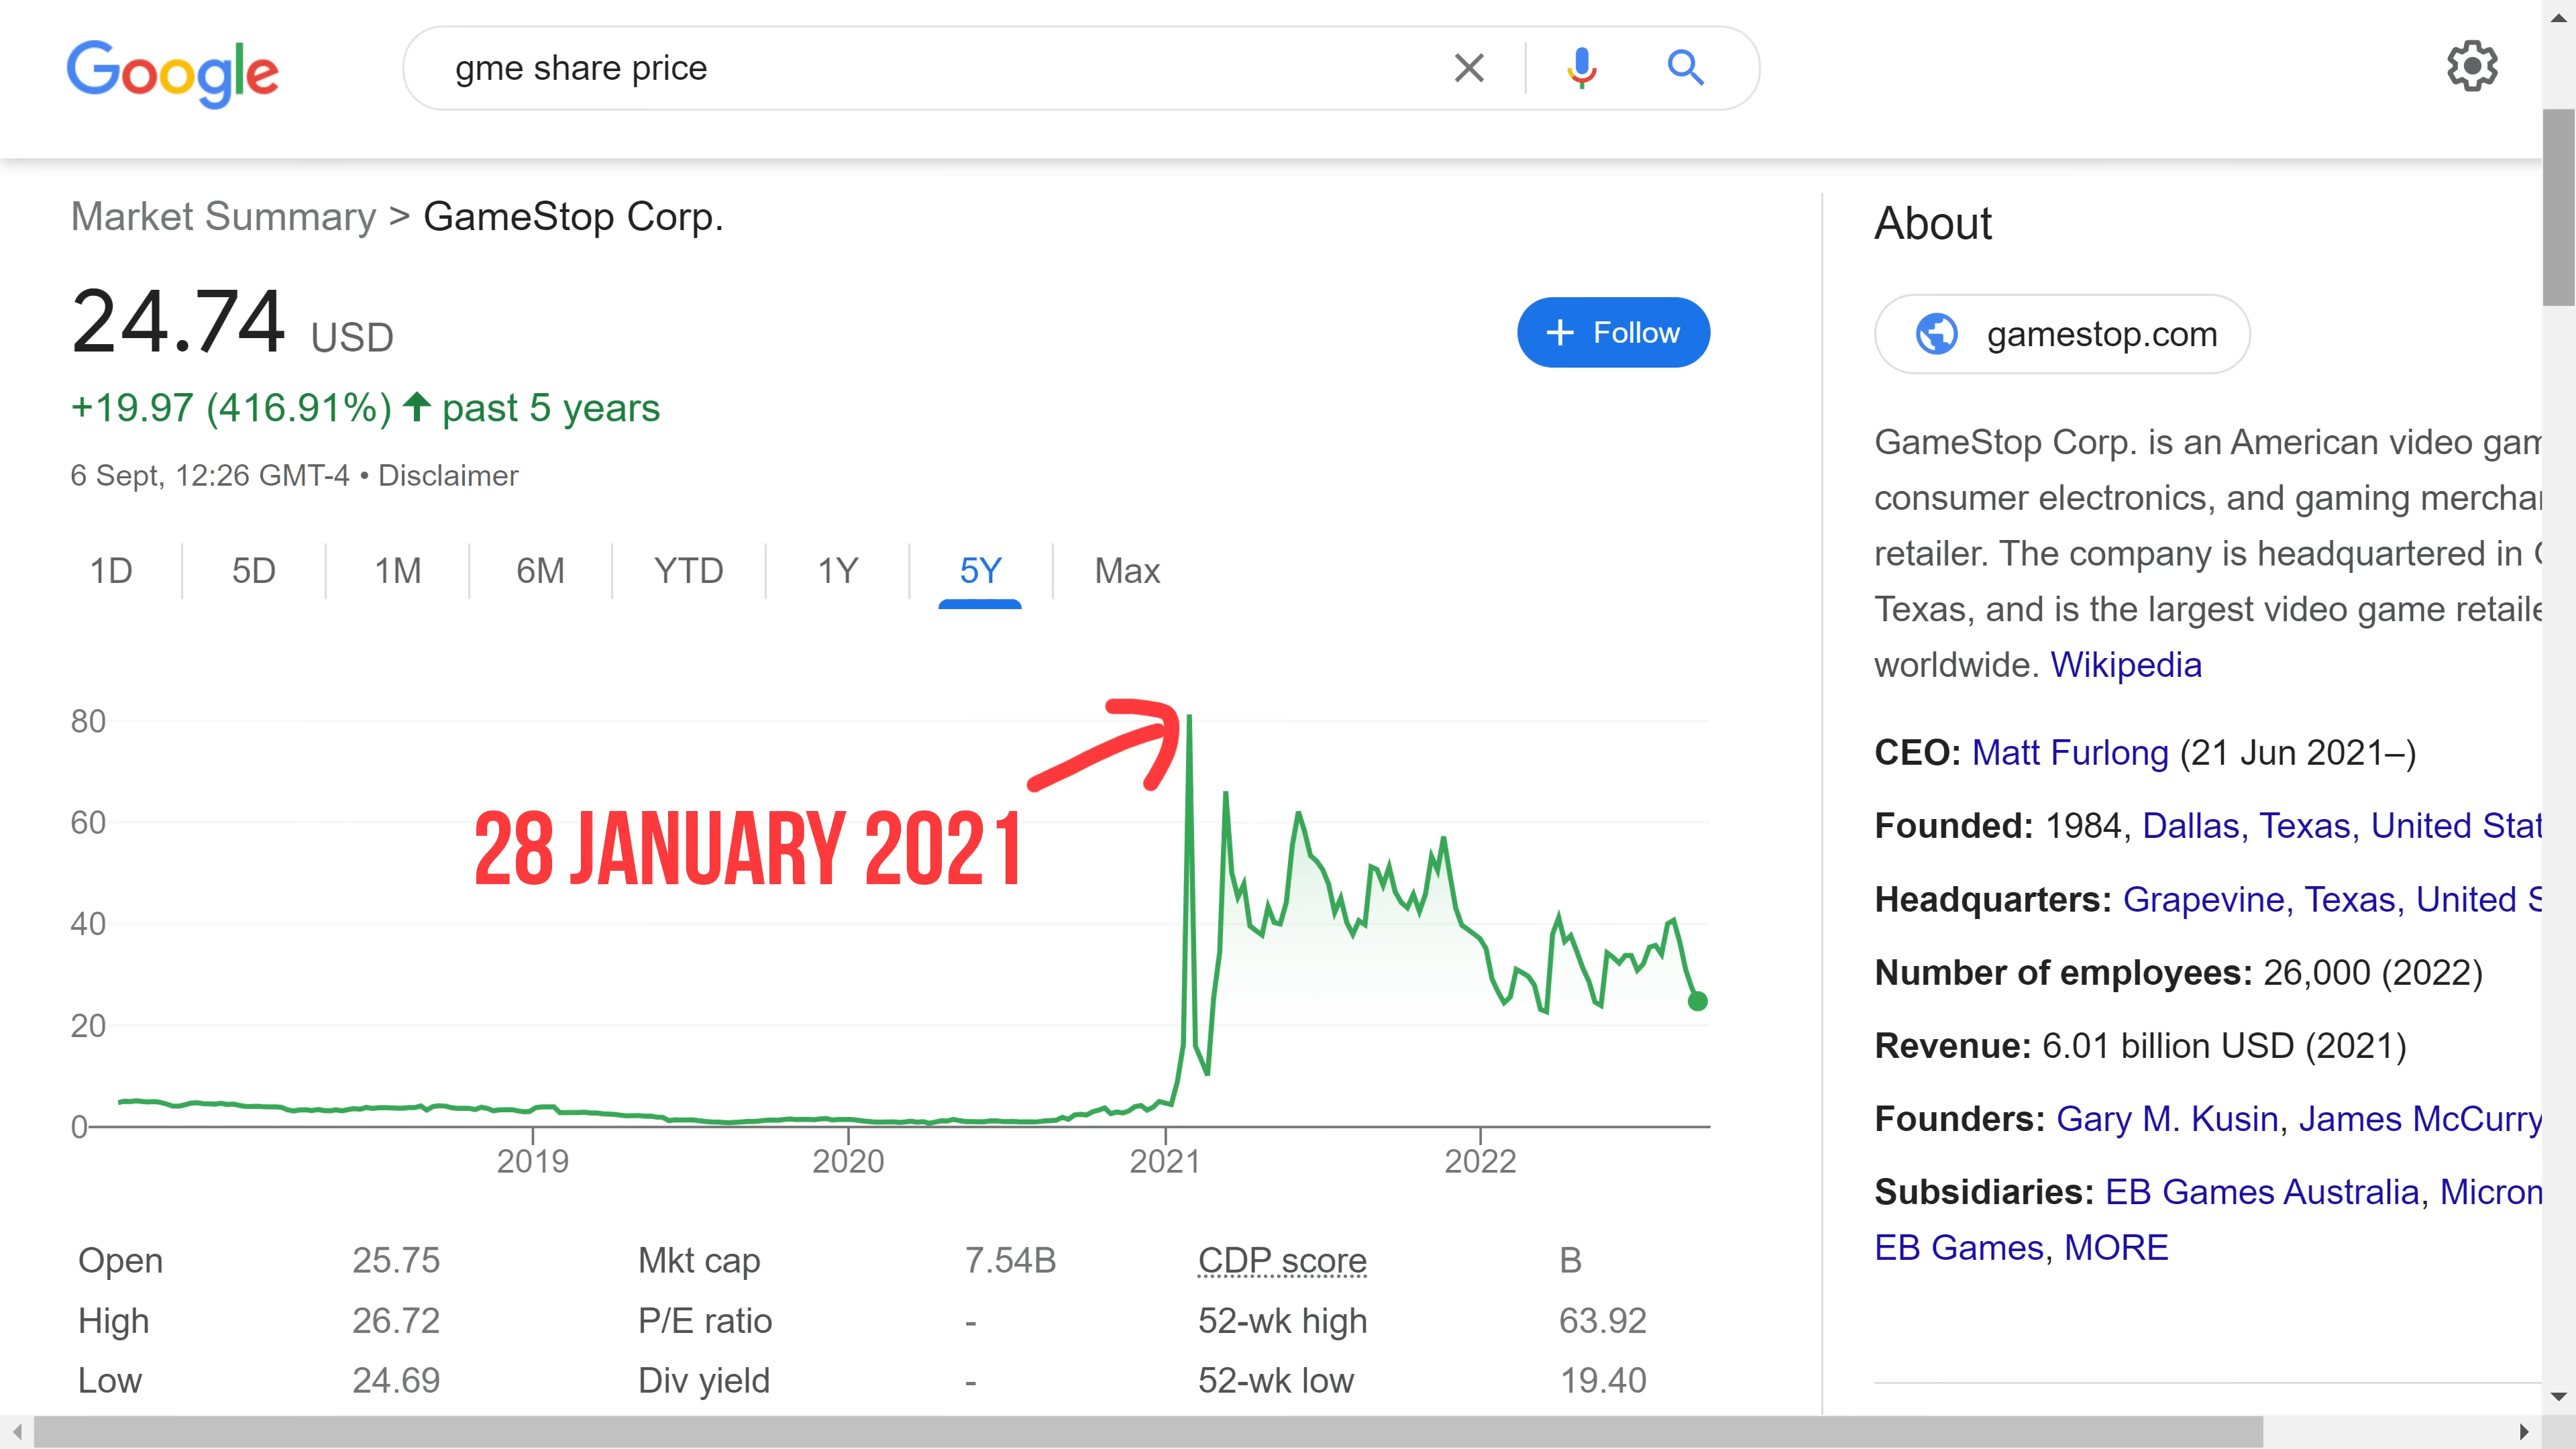 Google
gme share price
Market Summary > GameStop Corp.
24.74 USD
+ Follow
+19.97 (416.91%) ↑ past 5 years
6 Sept, 12:26 GMT-4 • Disclaimer
1D 5D 1M 6M YTD 1Y 5Y Max
80
60
40
20
0
28 JANUARY 2021
2019 2020 2021 2022
Open 25.75 Mkt cap 7.54B CDP score B
High 26.72 P/E ratio - 52-wk high 63.92
Low 24.69 Div yield - 52-wk low 19.40
About
gamestop.com
GameStop Corp. is an American video gam
consumer electronics, and gaming merchan
retailer. The company is headquartered in
Texas, and is the largest video game retaile
worldwide. Wikipedia
CEO: Matt Furlong (21 Jun 2021–)
Founded: 1984, Dallas, Texas, United Stat
Headquarters: Grapevine, Texas, United S
Number of employees: 26,000 (2022)
Revenue: 6.01 billion USD (2021)
Founders: Gary M. Kusin, James McCurry
Subsidiaries: EB Games Australia, Microm
EB Games, MORE